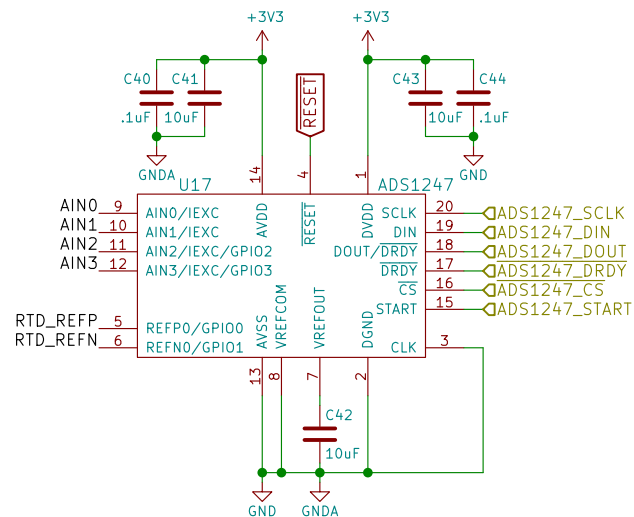 +3V3
+3V3
C40
C41
.1uF
10uF
GNDA
RESET
C43
C44
10uF
.1uF
GND
U17
ADS1247
14
4
1
AVDD
RESET
DVDD
AIN0
9
AIN0/IEXC
AIN1
10
AIN1/IEXC
AIN2
11
AIN2/IEXC/GPIO2
AIN3
12
AIN3/IEXC/GPIO3
RTD_REFP
5
REFP0/GPIO0
RTD_REFN
6
REFN0/GPIO1
SCLK
20
ADS1247_SCLK
DIN
19
ADS1247_DIN
DOUT/DRDY
18
ADS1247_DOUT
DRDY
17
ADS1247_DRDY
CS
16
ADS1247_CS
START
15
ADS1247_START
CLK
3
AVSS
VREFCOM
VREFOUT
DGND
13
8
7
2
C42
10uF
GND
GNDA